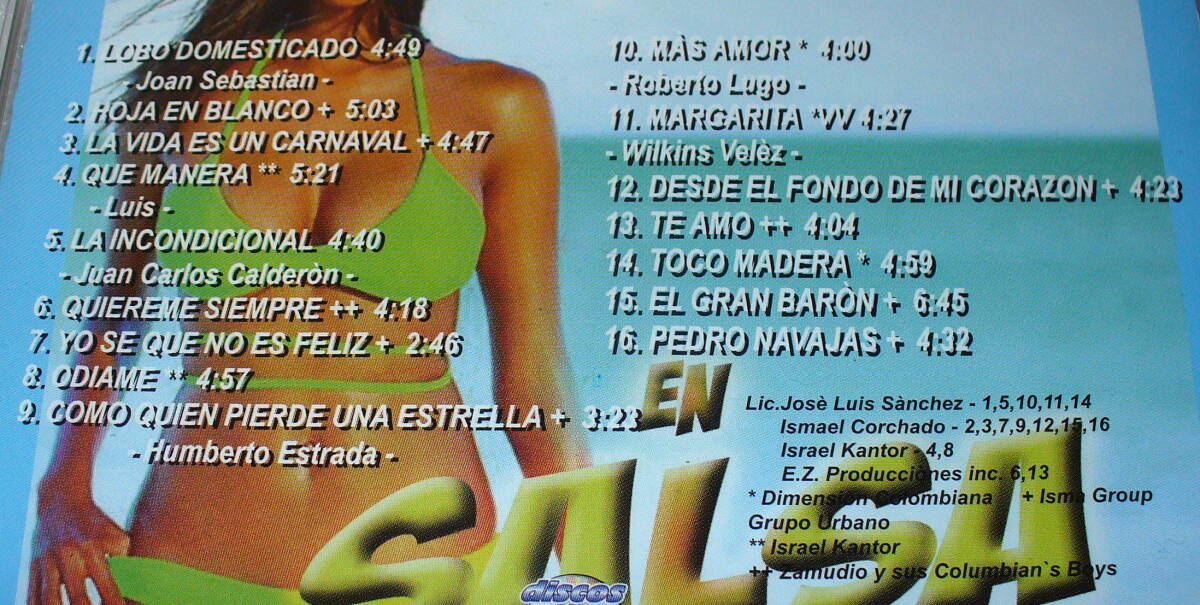 1. LOBO DOMESTICADO 4:49
- Joan Sebastian -
2. HOJA EN BLANCO + 5:03
3. LA VIDA ES UN CARNAVAL + 4:47
4. QUE MANERA ** 5:21
- Luis -
5. LA INCONDICIONAL 4:40
- Juan Carlos Calderòn -
6. QUIEREME SIEMPRE ++ 4:18
7. YO SE QUE NO ES FELIZ + 2:46
8. ODIAME ** 4:57
9. COMO QUIEN PIERDE UNA ESTRELLA + 3:23
- Humberto Estrada -
10. MÀS AMOR * 4:00
- Roberto Lugo -
11. MARGARITA *VV 4:27
- Wilkins Velèz -
12. DESDE EL FONDO DE MI CORAZON + 4:23
13. TE AMO ++ 4:04
14. TOCO MADERA * 4:59
15. EL GRAN BARÒN + 6:45
16. PEDRO NAVAJAS + 4:32
EN
SALSA
Lic.Josè Luis Sànchez - 1,5,10,11,14
Ismael Corchado - 2,3,7,9,12,15,16
Israel Kantor - 4,8
E.Z. Producciones inc. 6,13
* Dimensión Colombiana + Isma Group
Grupo Urbano
** Israel Kantor
++ Zamudio y sus Columbian`s Boys
discos